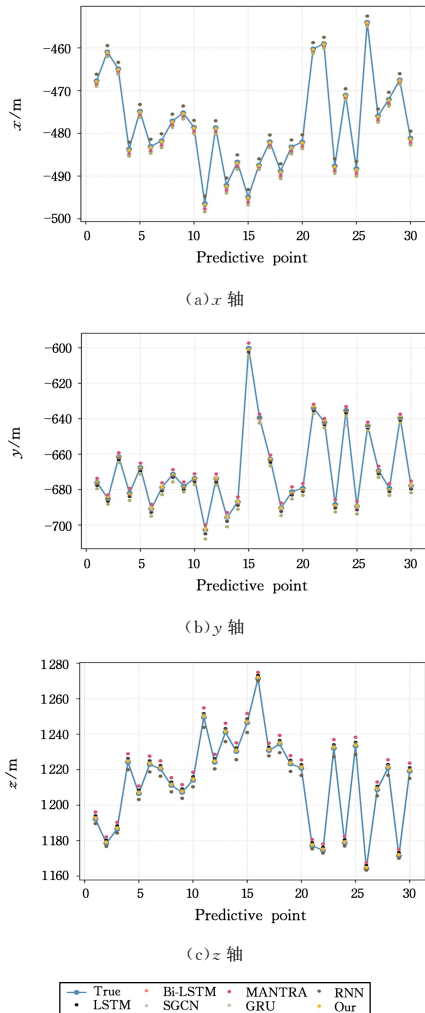 −460
−470
−480
−490
−500
x/m
0 5 10 15 20 25 30
Predictive point
(a)x 轴
−600
−620
−640
−660
−680
−700
y/m
0 5 10 15 20 25 30
Predictive point
(b)y 轴
1 280
1 260
1 240
1 220
1 200
1 180
1 160
z/m
0 5 10 15 20 25 30
Predictive point
(c)z 轴
True Bi-LSTM MANTRA RNN
LSTM SGCN GRU Our